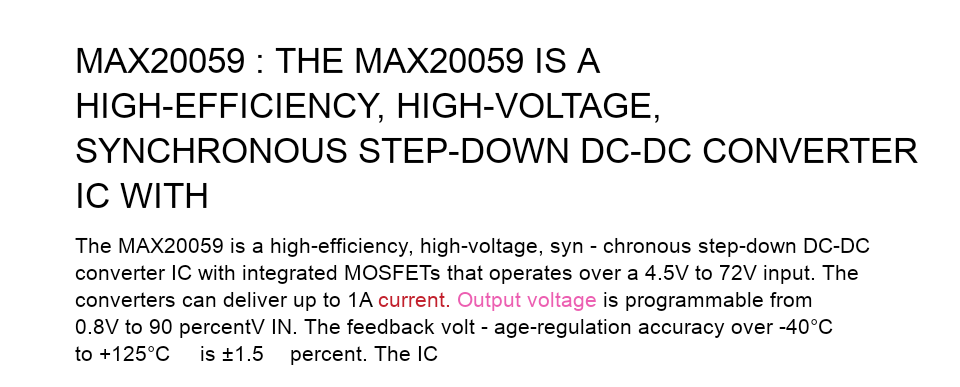 MAX20059 : THE MAX20059 IS A
HIGH-EFFICIENCY, HIGH-VOLTAGE,
SYNCHRONOUS STEP-DOWN DC-DC CONVERTER
IC WITH
The MAX20059 is a high-efficiency, high-voltage, syn - chronous step-down DC-DC
converter IC with integrated MOSFETs that operates over a 4.5V to 72V input. The
converters can deliver up to 1A current. Output voltage is programmable from
0.8V to 90 percentV IN. The feedback volt - age-regulation accuracy over -40°C
to +125°C is ±1.5 percent. The IC